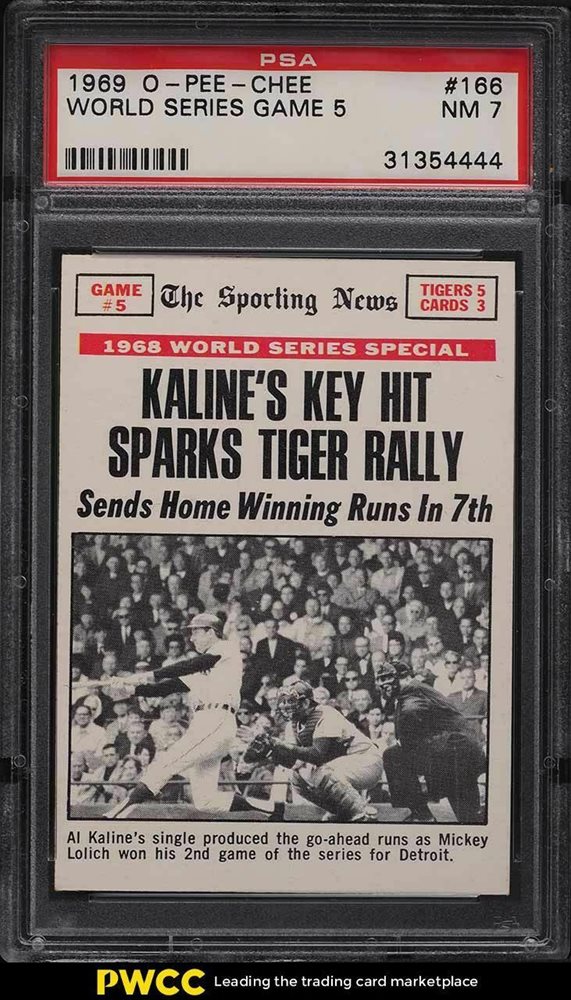 PSA
1969 O-PEE-CHEE #166
WORLD SERIES GAME 5 NM 7
31354444
GAME #5
The Sporting News
TIGERS 5
CARDS 3
1968 WORLD SERIES SPECIAL
KALINE'S KEY HIT
SPARKS TIGER RALLY
Sends Home Winning Runs In 7th
Al Kaline's single produced the go-ahead runs as Mickey
Lolich won his 2nd game of the series for Detroit.
PWCC Leading the trading card marketplace